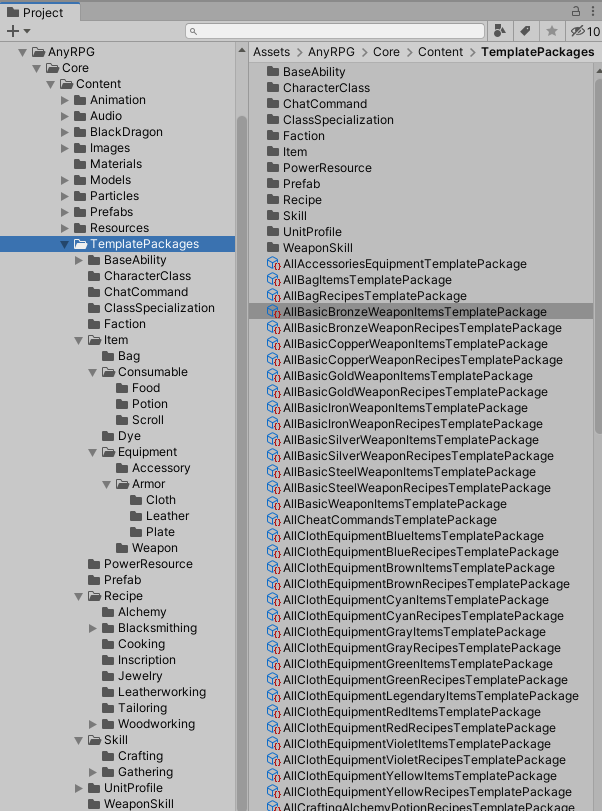 Project
10
AnyRPG
Core
Content
Animation
Audio
BlackDragon
Images
Materials
Models
Particles
Prefabs
Resources
TemplatePackages
BaseAbility
CharacterClass
ChatCommand
ClassSpecialization
Faction
Item
Bag
Consumable
Food
Potion
Scroll
Dye
Equipment
Accessory
Armor
Cloth
Leather
Plate
Weapon
PowerResource
Prefab
Recipe
Alchemy
Blacksmithing
Cooking
Inscription
Jewelry
Leatherworking
Tailoring
Woodworking
Skill
Crafting
Gathering
UnitProfile
WeaponSkill
Assets > AnyRPG > Core > Content > TemplatePackages
BaseAbility
CharacterClass
ChatCommand
ClassSpecialization
Faction
Item
PowerResource
Prefab
Recipe
Skill
UnitProfile
WeaponSkill
AllAccessoriesEquipmentTemplatePackage
AllBagItemsTemplatePackage
AllBagRecipesTemplatePackage
AllBasicBronzeWeaponItemsTemplatePackage
AllBasicBronzeWeaponRecipesTemplatePackage
AllBasicCopperWeaponItemsTemplatePackage
AllBasicCopperWeaponRecipesTemplatePackage
AllBasicGoldWeaponItemsTemplatePackage
AllBasicGoldWeaponRecipesTemplatePackage
AllBasicIronWeaponItemsTemplatePackage
AllBasicIronWeaponRecipesTemplatePackage
AllBasicSilverWeaponItemsTemplatePackage
AllBasicSilverWeaponRecipesTemplatePackage
AllBasicSteelWeaponItemsTemplatePackage
AllBasicSteelWeaponRecipesTemplatePackage
AllBasicWeaponItemsTemplatePackage
AllCheatCommandsTemplatePackage
AllClothEquipmentBlueItemsTemplatePackage
AllClothEquipmentBlueRecipesTemplatePackage
AllClothEquipmentBrownItemsTemplatePackage
AllClothEquipmentBrownRecipesTemplatePackage
AllClothEquipmentCyanItemsTemplatePackage
AllClothEquipmentCyanRecipesTemplatePackage
AllClothEquipmentGrayItemsTemplatePackage
AllClothEquipmentGrayRecipesTemplatePackage
AllClothEquipmentGreenItemsTemplatePackage
AllClothEquipmentGreenRecipesTemplatePackage
AllClothEquipmentLegendaryItemsTemplatePackage
AllClothEquipmentRedItemsTemplatePackage
AllClothEquipmentRedRecipesTemplatePackage
AllClothEquipmentVioletItemsTemplatePackage
AllClothEquipmentVioletRecipesTemplatePackage
AllClothEquipmentYellowItemsTemplatePackage
AllClothEquipmentYellowRecipesTemplatePackage
AllCraftingAlchemyPotionRecipesTemplatePackage